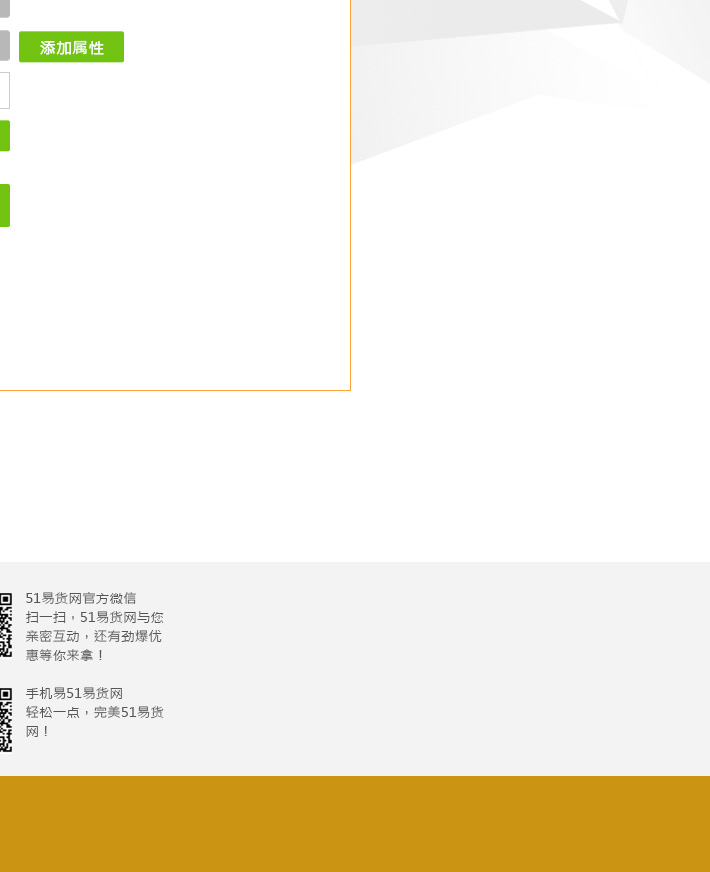 添加属性
51易货网官方微信
扫一扫，51易货网与您
亲密互动，还有劲爆优
惠等你来拿！
手机易51易货网
轻松一点，完美51易货
网！